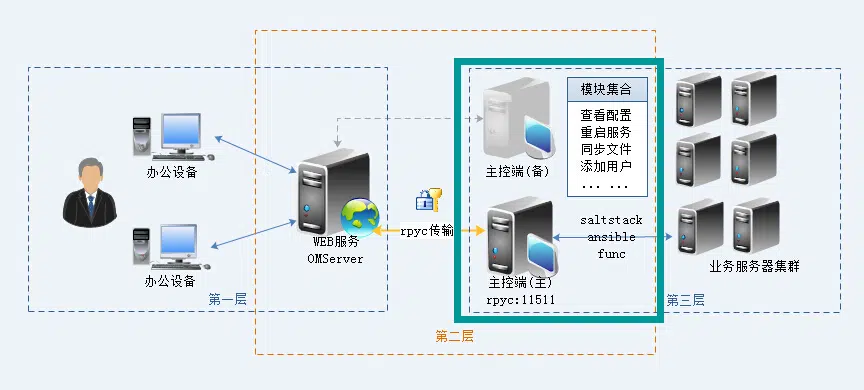 办公设备
办公设备
第一层
WEB服务
OMServer
rpyc传输
第二层
主控端(备)
模块集合
查看配置
重启服务
同步文件
添加用户
... ...
主控端(主)
rpyc:11511
saltstack
ansible
func
业务服务器集群
第三层